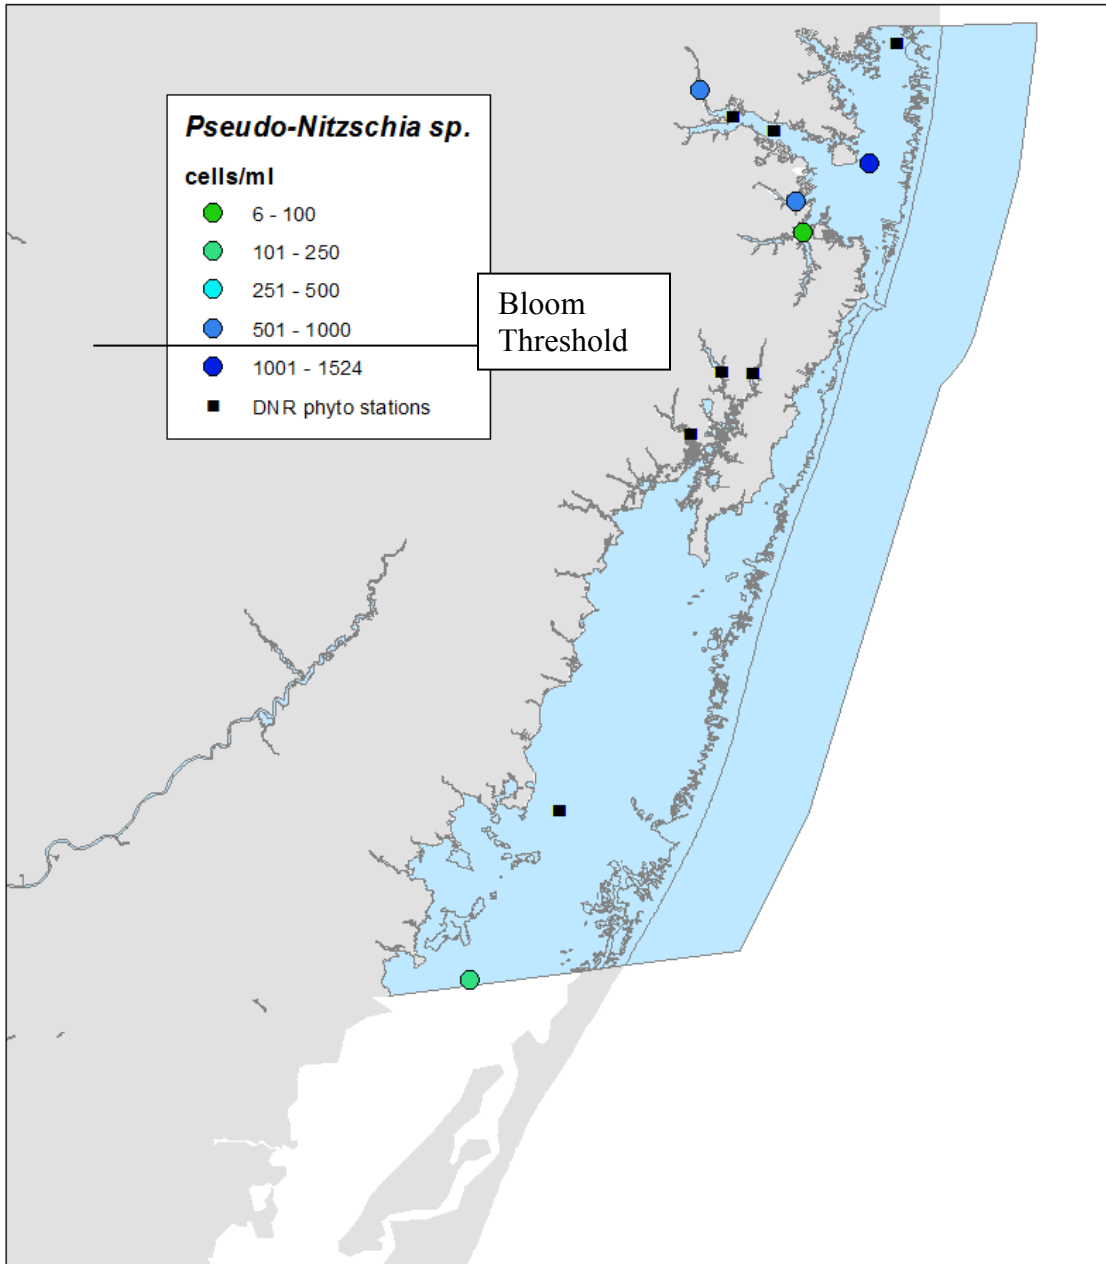 Pseudo-Nitzschia sp.
cells/ml
6 - 100
101 - 250
251 - 500
501 - 1000
1001 - 1524
DNR phyto stations
Bloom
Threshold